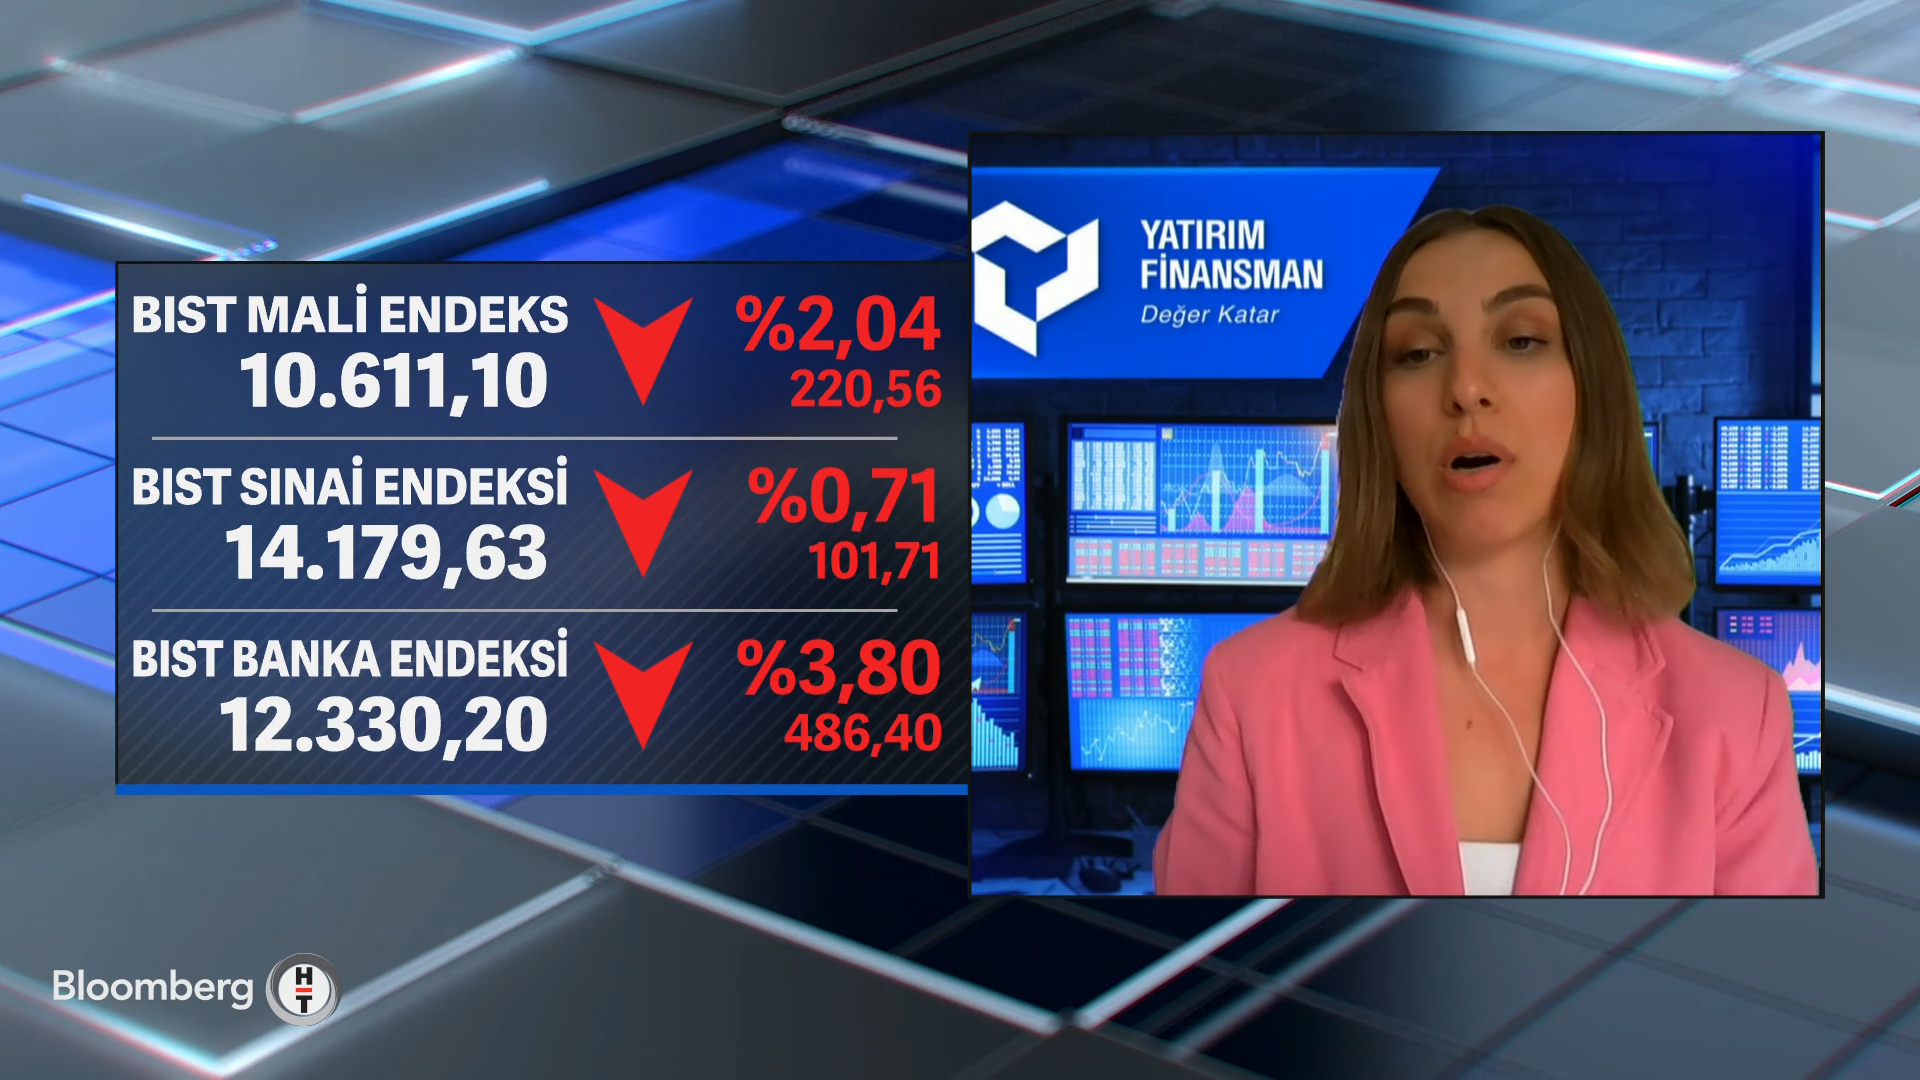 BIST MALİ ENDEKS
10.611,10
%2,04
220,56
BIST SINAİ ENDEKSİ
14.179,63
%0,71
101,71
BIST BANKA ENDEKSİ
12.330,20
%3,80
486,40
YATIRIM
FİNANSMAN
Değer Katar
Bloomberg HT